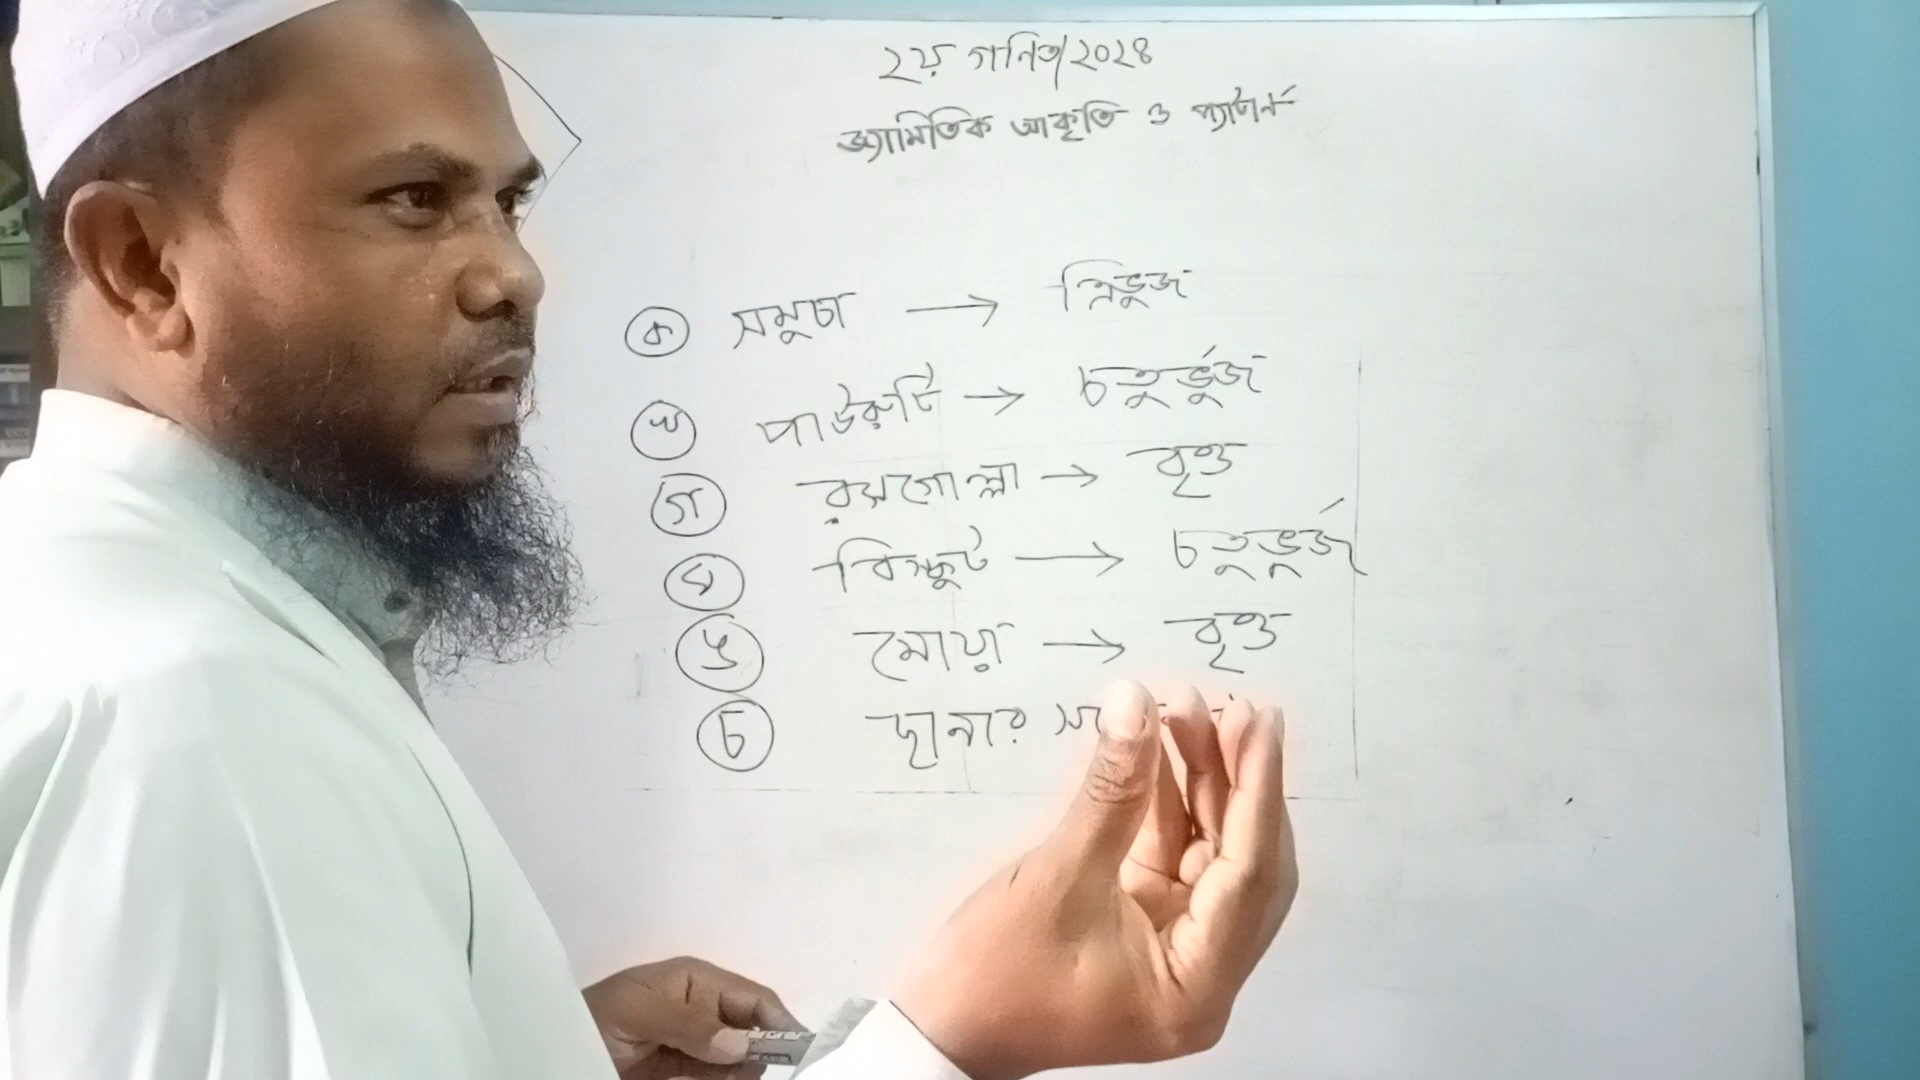 ২য় গনিত/২০২৪
জ্যামিতিক আকৃতি ও প্যাটার্ন
ক সমুচা → ত্রিভুজ
খ পাউরুটি → চতুর্ভুজ
গ রসগোল্লা → বৃত্ত
ঘ বিস্কুট → চতুভূর্জ
ঙ মোয়া → বৃত্ত
চ ছানার